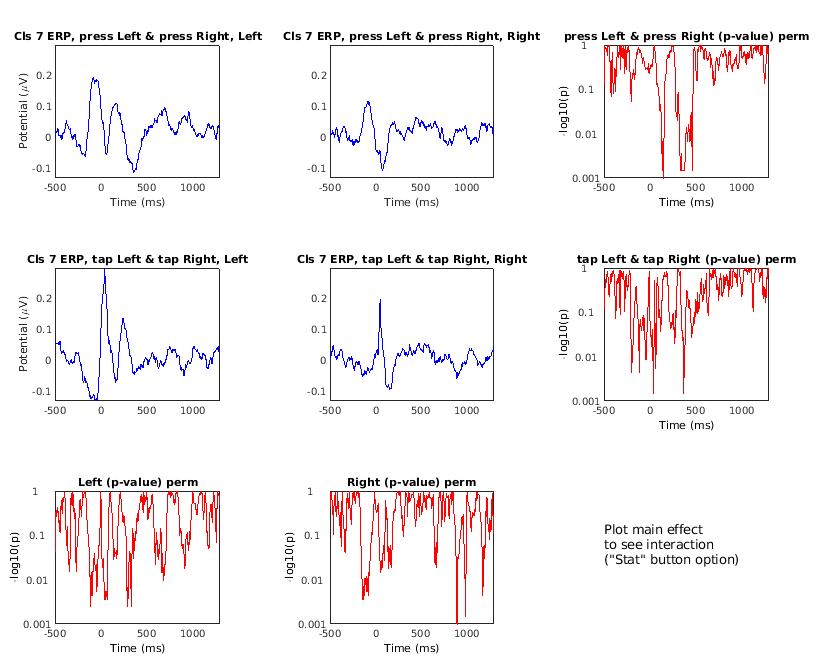 Cls 7 ERP, press Left & press Right, Left
Cls 7 ERP, press Left & press Right, Right
press Left & press Right (p-value) perm
Potential (μV)
0.2
0.1
0
-0.1
-500 0 500 1000
Time (ms)
0.2
0.1
0
-0.1
-500 0 500 1000
Time (ms)
-log10(p)
1
0.1
0.01
0.001
-500 0 500 1000
Time (ms)
Cls 7 ERP, tap Left & tap Right, Left
Cls 7 ERP, tap Left & tap Right, Right
tap Left & tap Right (p-value) perm
Potential (μV)
0.2
0.1
0
-0.1
-500 0 500 1000
Time (ms)
0.2
0.1
0
-0.1
-500 0 500 1000
Time (ms)
-log10(p)
1
0.1
0.01
0.001
-500 0 500 1000
Time (ms)
Left (p-value) perm
Right (p-value) perm
-log10(p)
1
0.1
0.01
0.001
-500 0 500 1000
Time (ms)
-log10(p)
1
0.1
0.01
0.001
-500 0 500 1000
Time (ms)
Plot main effect
to see interaction
("Stat" button option)